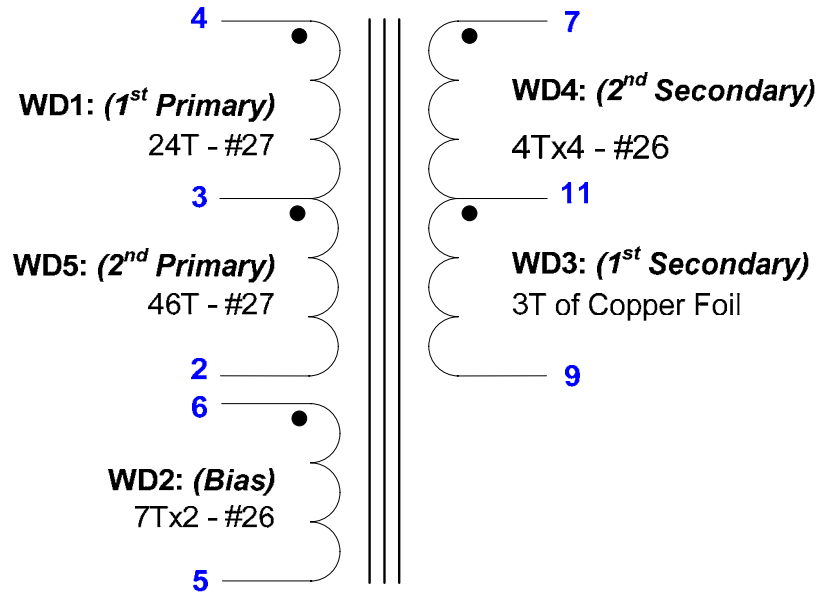 4
WD1: (1st Primary)
24T - #27
3
WD5: (2nd Primary)
46T - #27
2
6
WD2: (Bias)
7Tx2 - #26
5
7
WD4: (2nd Secondary)
4Tx4 - #26
11
WD3: (1st Secondary)
3T of Copper Foil
9